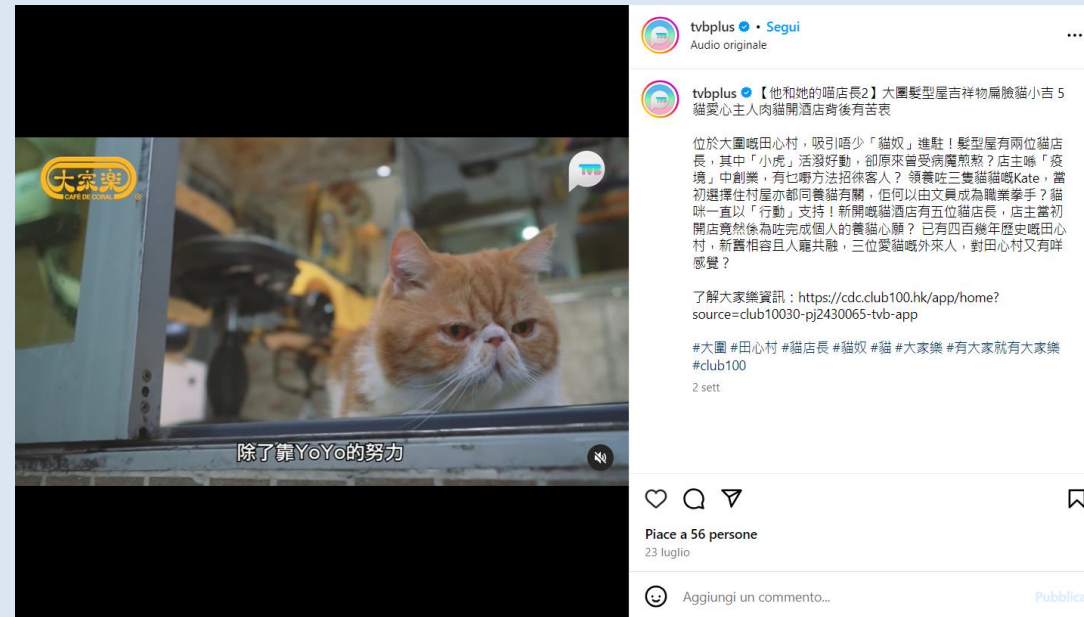 tvbplus • Segui
Audio originale
tvbplus 【他和她的喵店長2】大圍髮型屋吉祥物扁臉貓小吉 5
貓愛心主人肉貓開酒店背後有苦衷
位於大圍嘅田心村，吸引唔少「貓奴」進駐！髮型屋有兩位貓店
長，其中「小虎」活潑好動，卻原來曾受病魔煎熬？店主喺「疫
境」中創業，有乜嘢方法招徠客人？ 領養咗三隻貓貓嘅Kate，當
初選擇住村屋亦都同養貓有關，佢何以由文員成為職業拳手？貓
咪一直以「行動」支持！新開嘅貓酒店有五位貓店長，店主當初
開店竟然係為咗完成個人的養貓心願？ 已有四百幾年歷史嘅田心
村，新舊相容且人寵共融，三位愛貓嘅外來人，對田心村又有咩
感覺？
了解大家樂資訊：https://cdc.club100.hk/app/home?
source=club10030-pj2430065-tvb-app
#大圍 #田心村 #貓店長 #貓奴 #貓 #大家樂 #有大家就有大家樂
#club100
2 sett
大家樂
CAFÉ DE CORAL
TVB
除了靠YoYo的努力
Piace a 56 persone
23 luglio
Aggiungi un commento...
Pubblica